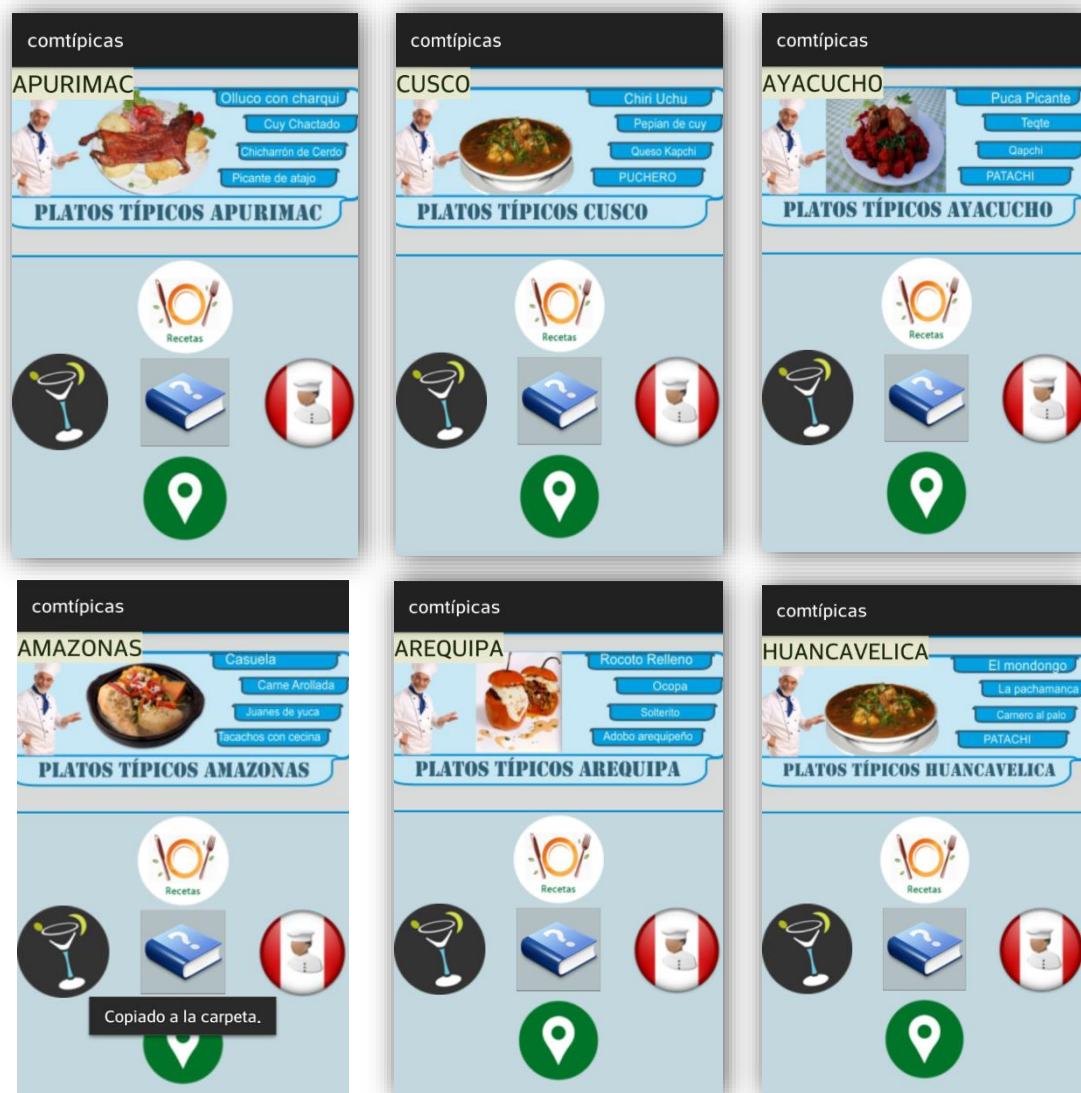 comtípicas
APURIMAC
Olluco con charqui
Cuy Chactado
Chicharrón de Cerdo
Picante de atajo
PLATOS TÍPICOS APURIMAC
Recetas
comtípicas
CUSCO
Chiri Uchu
Pepian de cuy
Queso Kapchi
PUCHERO
PLATOS TÍPICOS CUSCO
Recetas
comtípicas
AYACUCHO
Puca Picante
Teqte
Qapchi
PATACHI
PLATOS TÍPICOS AYACUCHO
Recetas
comtípicas
AMAZONAS
Casuela
Carne Arollada
Juanes de yuca
Tacachos con cecina
PLATOS TÍPICOS AMAZONAS
Recetas
?
Copiado a la carpeta.
comtípicas
AREQUIPA
Rocoto Relleno
Ocopa
Solterito
Adobo arequipeño
PLATOS TÍPICOS AREQUIPA
Recetas
?
comtípicas
HUANCAVELICA
El mondongo
La pachamanca
Carnero al palo
PATACHI
PLATOS TÍPICOS HUANCAVELICA
Recetas
?